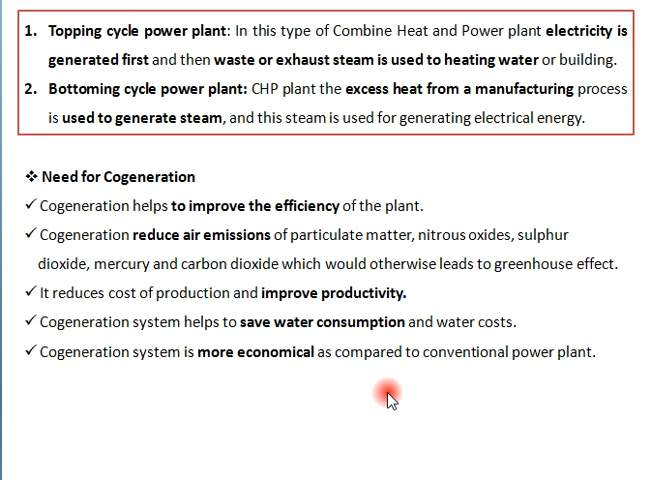 1. Topping cycle power plant: In this type of Combine Heat and Power plant electricity is
generated first and then waste or exhaust steam is used to heating water or building.
2. Bottoming cycle power plant: CHP plant the excess heat from a manufacturing process
is used to generate steam, and this steam is used for generating electrical energy.
❖ Need for Cogeneration
✓ Cogeneration helps to improve the efficiency of the plant.
✓ Cogeneration reduce air emissions of particulate matter, nitrous oxides, sulphur
dioxide, mercury and carbon dioxide which would otherwise leads to greenhouse effect.
✓ It reduces cost of production and improve productivity.
✓ Cogeneration system helps to save water consumption and water costs.
✓ Cogeneration system is more economical as compared to conventional power plant.